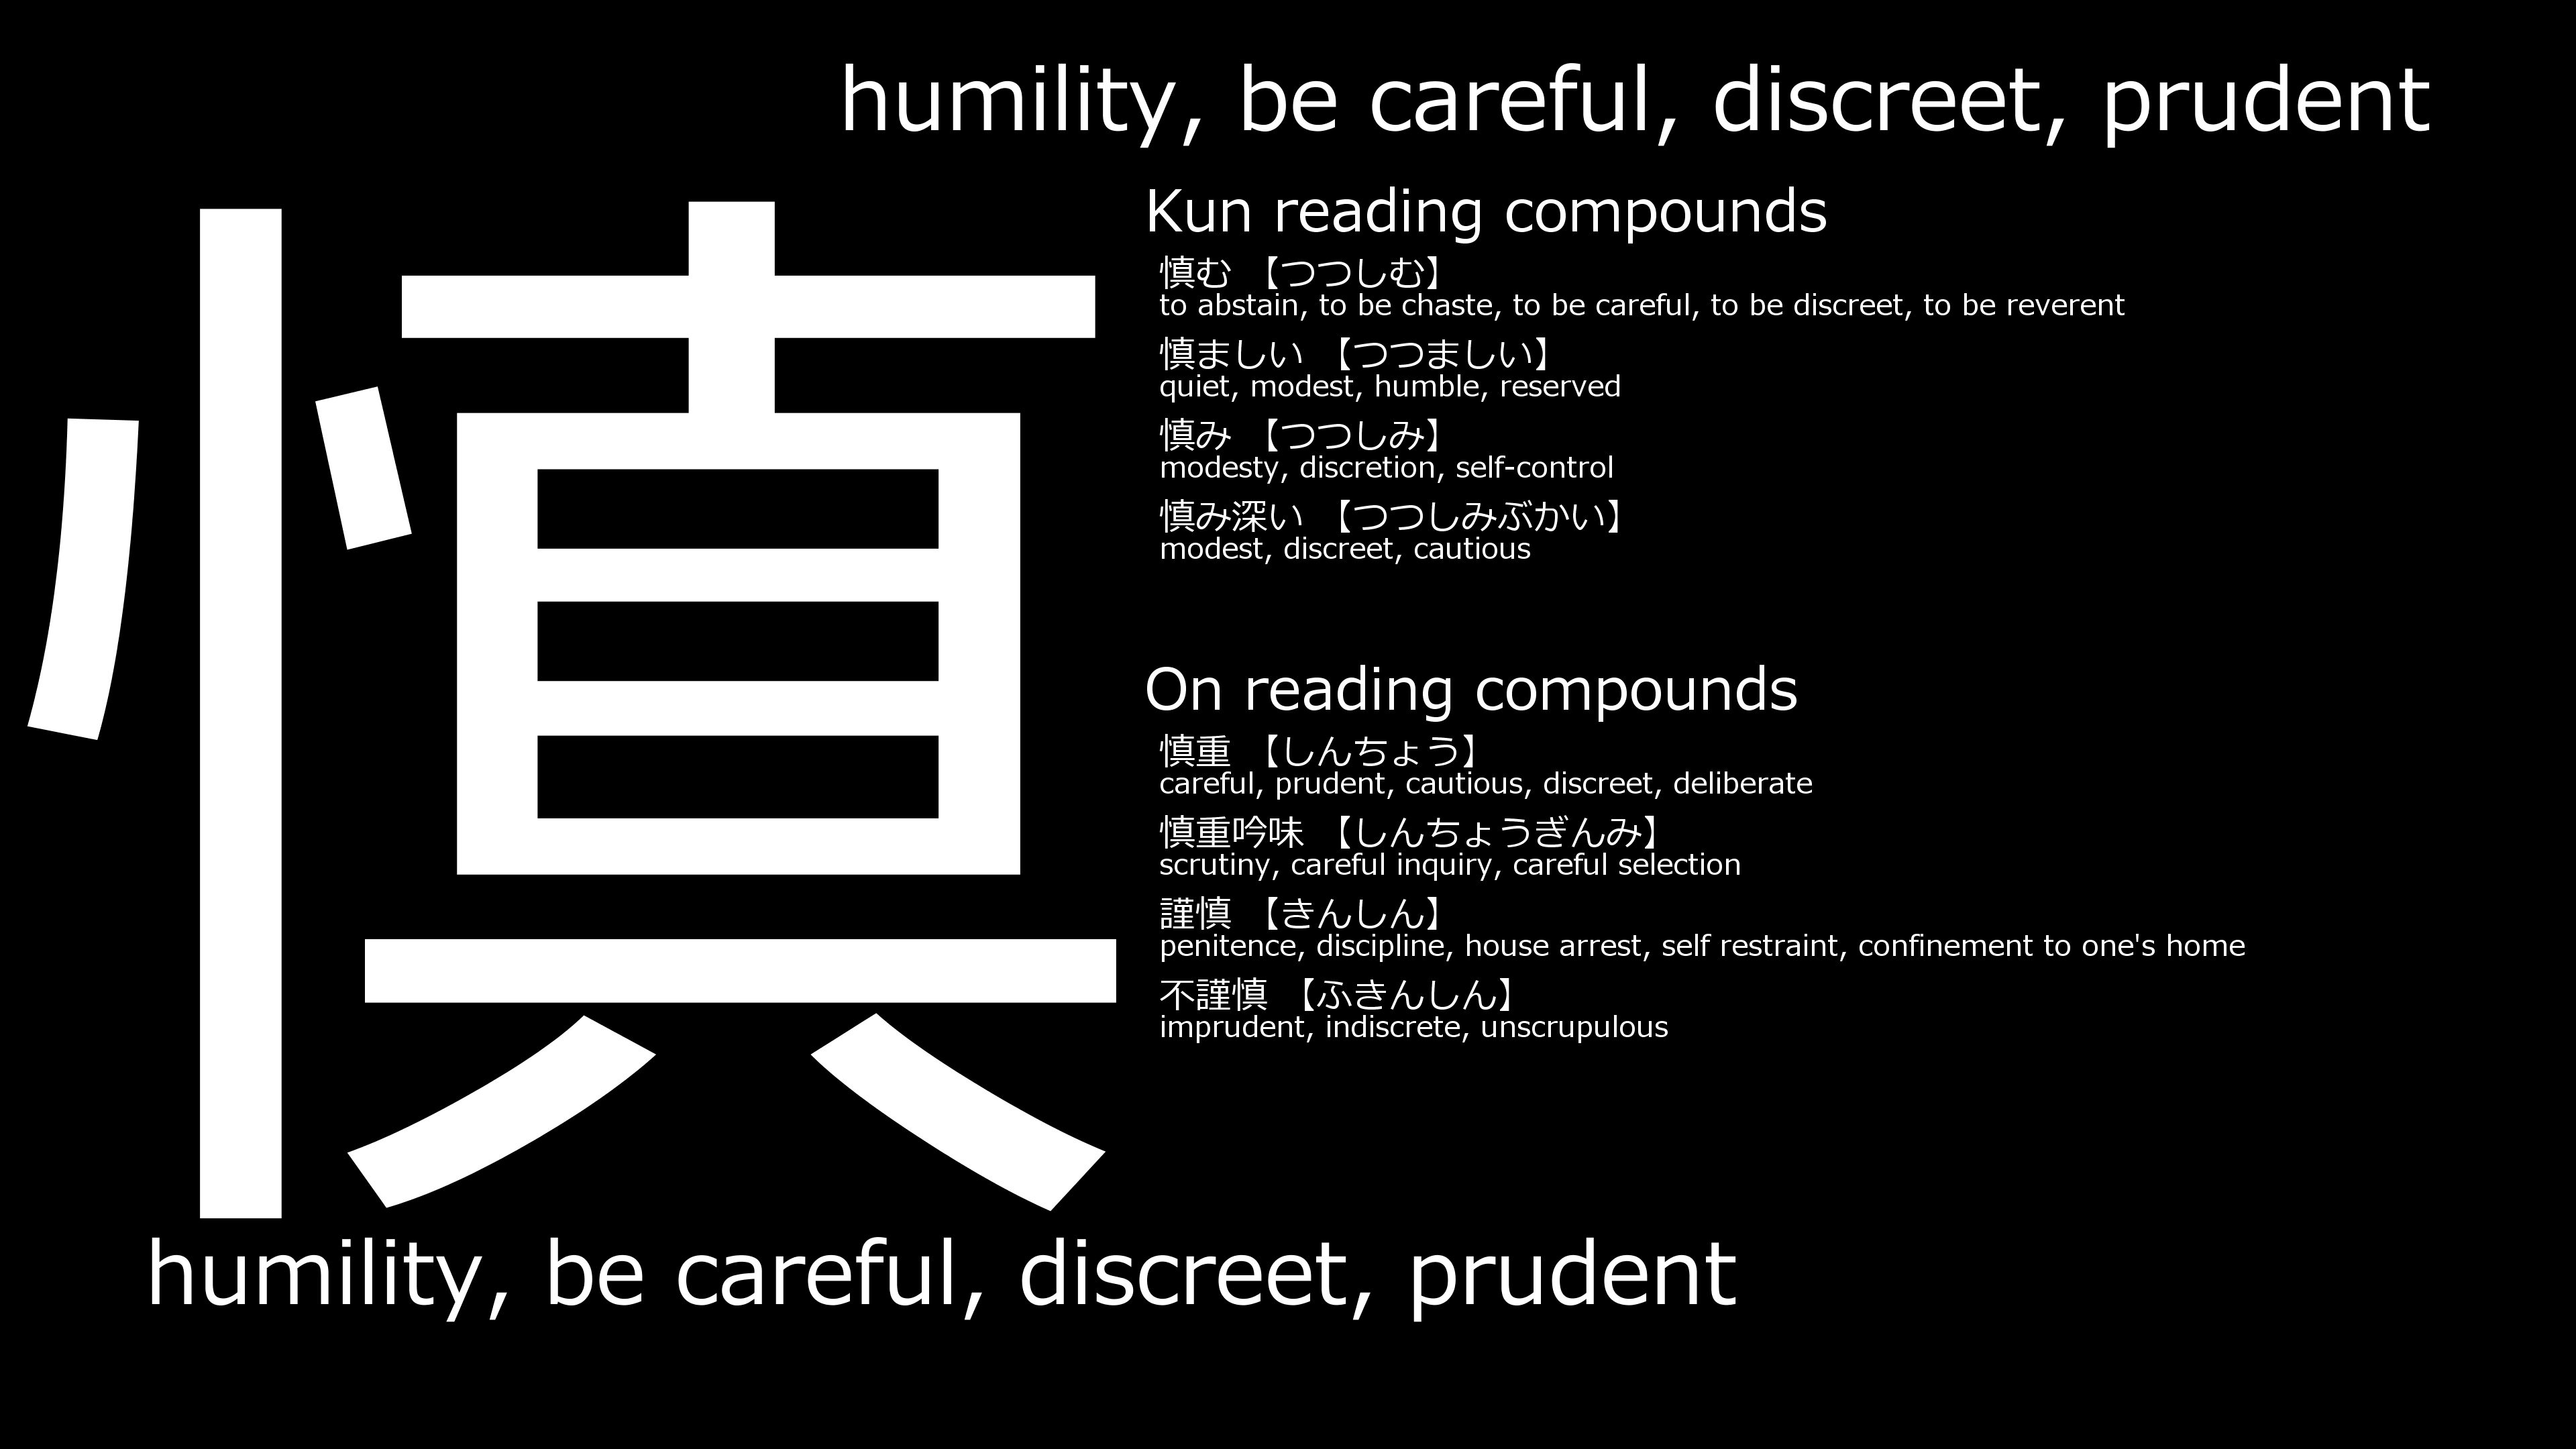 humility, be careful, discreet, prudent
慎
Kun reading compounds
慎む 【つつしむ】
to abstain, to be chaste, to be careful, to be discreet, to be reverent
慎ましい 【つつましい】
quiet, modest, humble, reserved
慎み 【つつしみ】
modesty, discretion, self-control
慎み深い 【つつしみぶかい】
modest, discreet, cautious
On reading compounds
慎重 【しんちょう】
careful, prudent, cautious, discreet, deliberate
慎重吟味 【しんちょうぎんみ】
scrutiny, careful inquiry, careful selection
謹慎 【きんしん】
penitence, discipline, house arrest, self restraint, confinement to one's home
不謹慎 【ふきんしん】
imprudent, indiscrete, unscrupulous
humility, be careful, discreet, prudent